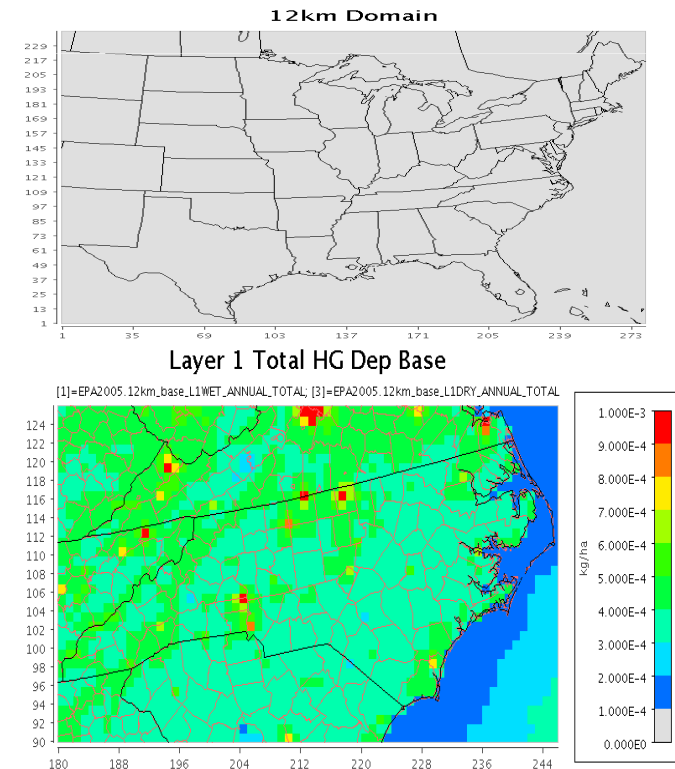 12km Domain
229
217
205
193
181
169
157
145
133
121
109
97
85
73
61
49
37
25
13
1
1 35 69 103 137 171 205 239 273
Layer 1 Total HG Dep Base
[1]=EPA2005.12km_base_L1WET_ANNUAL_TOTAL; [3]=EPA2005.12km_base_L1DRY_ANNUAL_TOTAL
124
122
120
118
116
114
112
110
108
106
104
102
100
98
96
94
92
90
180 188 196 204 212 220 228 236 244
1.000E-3
9.000E-4
8.000E-4
7.000E-4
6.000E-4
5.000E-4
4.000E-4
3.000E-4
2.000E-4
1.000E-4
0.000E0
kg/ha